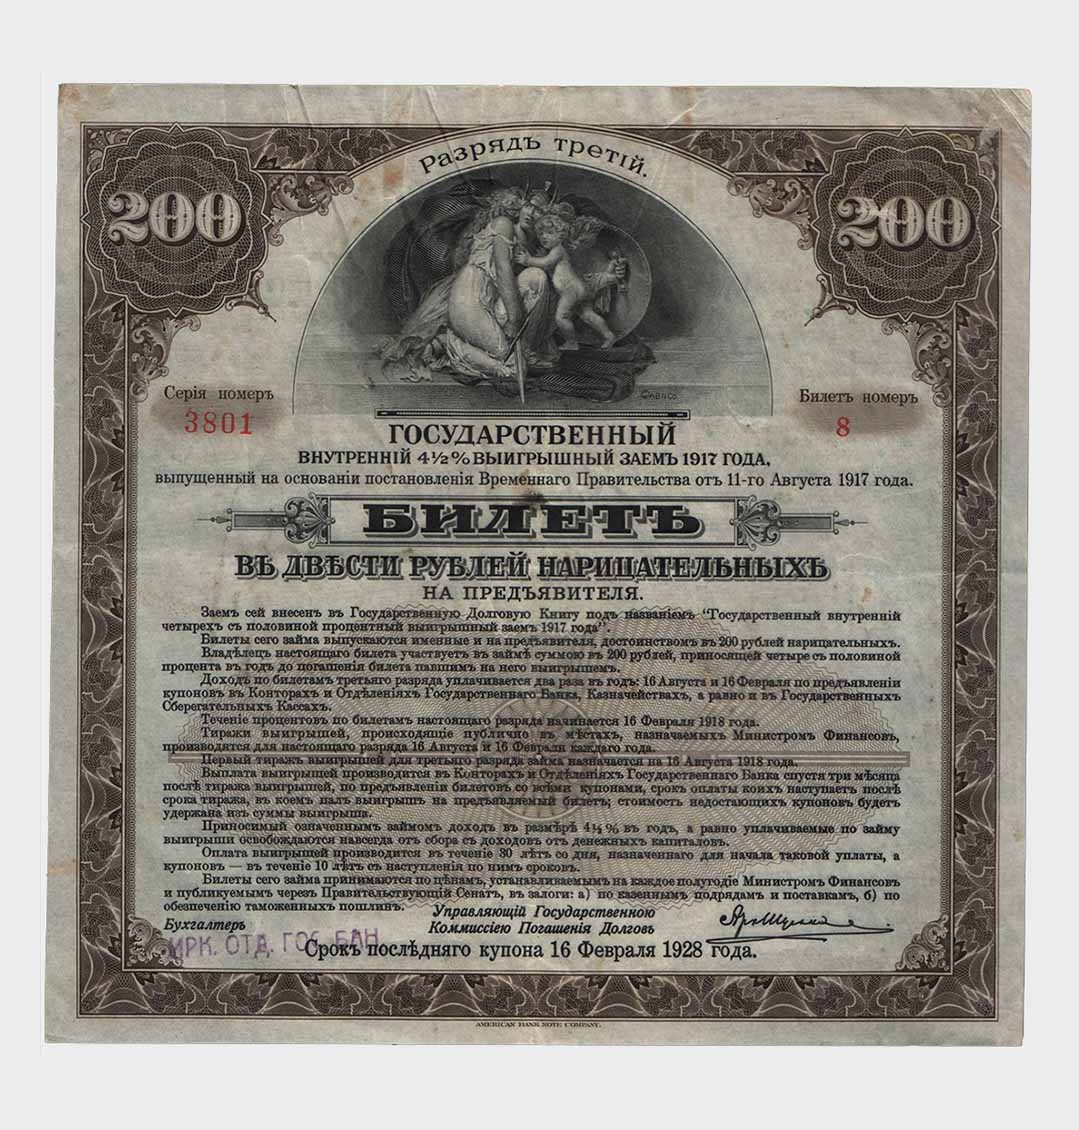 Разрядъ третій.
200 200
Серія номеръ
3801
Билетъ номеръ
8
ГОСУДАРСТВЕННЫЙ
ВНУТРЕННІЙ 4½% ВЫИГРЫШНЫЙ ЗАЕМЪ 1917 ГОДА,
выпущенный на основаніи постановленія Временнаго Правительства отъ 11-го Августа 1917 года.
БИЛЕТЪ
ВЪ ДВѢСТИ РУБЛЕЙ НАРИЦАТЕЛЬНЫХЪ
НА ПРЕДЪЯВИТЕЛЯ.
Заемъ сей внесенъ въ Государственную Долговую Книгу подъ названіемъ "Государственный внутренній
четырехъ съ половиной процентный выигрышный заемъ 1917 года".
Билеты сего займа выпускаются именные и на предъявителя, достоинствомъ въ 200 рублей нарицательныхъ.
Владѣлецъ настоящаго билета участвуетъ въ займѣ суммою въ 200 рублей, приносящей четыре съ половиной
процента въ годъ до погашенія билета павшимъ на него выигрышемъ.
Доходъ по билетамъ третьяго разряда уплачивается два раза въ годъ: 16 Августа и 16 Февраля по предъявленіи
купоновъ въ Конторахъ и Отдѣленіяхъ Государственнаго Банка, Казначействахъ, а равно и въ Государственныхъ
Сберегательныхъ Кассахъ.
Теченіе процентовъ по билетамъ настоящаго разряда начинается 16 Февраля 1918 года.
Тиражи выигрышей, происходящіе публично въ мѣстахъ, назначаемыхъ Министромъ Финансовъ,
производятся для настоящаго разряда 16 Августа и 16 Февраля каждаго года.
Первый тиражъ выигрышей для третьяго разряда займа назначается на 16 Августа 1918 года.
Выплата выигрышей производится въ Конторахъ и Отдѣленіяхъ Государственнаго Банка спустя три мѣсяца
послѣ тиража выигрышей, по предъявленіи билетовъ со всѣми купонами, срокъ оплаты коихъ наступаетъ послѣ
срока тиража, въ коемъ палъ выигрышъ на предъявляемый билетъ; стоимость недостающихъ купоновъ будетъ
удержана изъ суммы выигрыша.
Приносимый означеннымъ займомъ доходъ въ размѣрѣ 4½% въ годъ, а равно уплачиваемые по займу
выигрыши освобождаются навсегда отъ сбора съ доходовъ отъ денежныхъ капиталовъ.
Оплата выигрышей производится въ теченіе 30 лѣтъ со дня, назначеннаго для начала таковой уплаты, а
купоновъ — въ теченіе 10 лѣтъ съ наступленія по нимъ сроковъ.
Билеты сего займа принимаются по цѣнамъ, устанавливаемымъ на каждое полугодіе Министромъ Финансовъ
и публикуемымъ черезъ Правительствующій Сенатъ, въ залоги: а) по казеннымъ подрядамъ и поставкамъ, б) по
обезпеченію таможенныхъ пошлинъ.
Бухгалтеръ
Управляющій Государственною
Коммиссіею Погашенія Долговъ
ИРК. ОТД. ГОС. БАН
Срокъ послѣдняго купона 16 Февраля 1928 года.
AMERICAN BANK NOTE COMPANY.